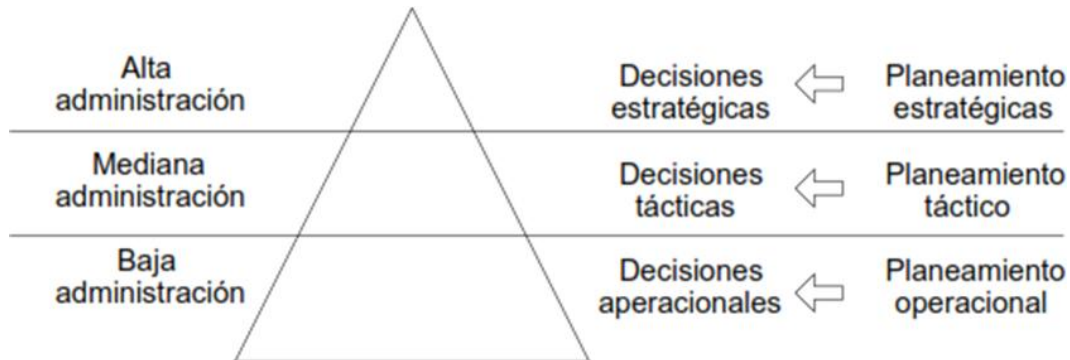 Alta
administración
Decisiones
estratégicas
Planeamiento
estratégicas
Mediana
administración
Decisiones
tácticas
Planeamiento
táctico
Baja
administración
Decisiones
aperacionales
Planeamiento
operacional